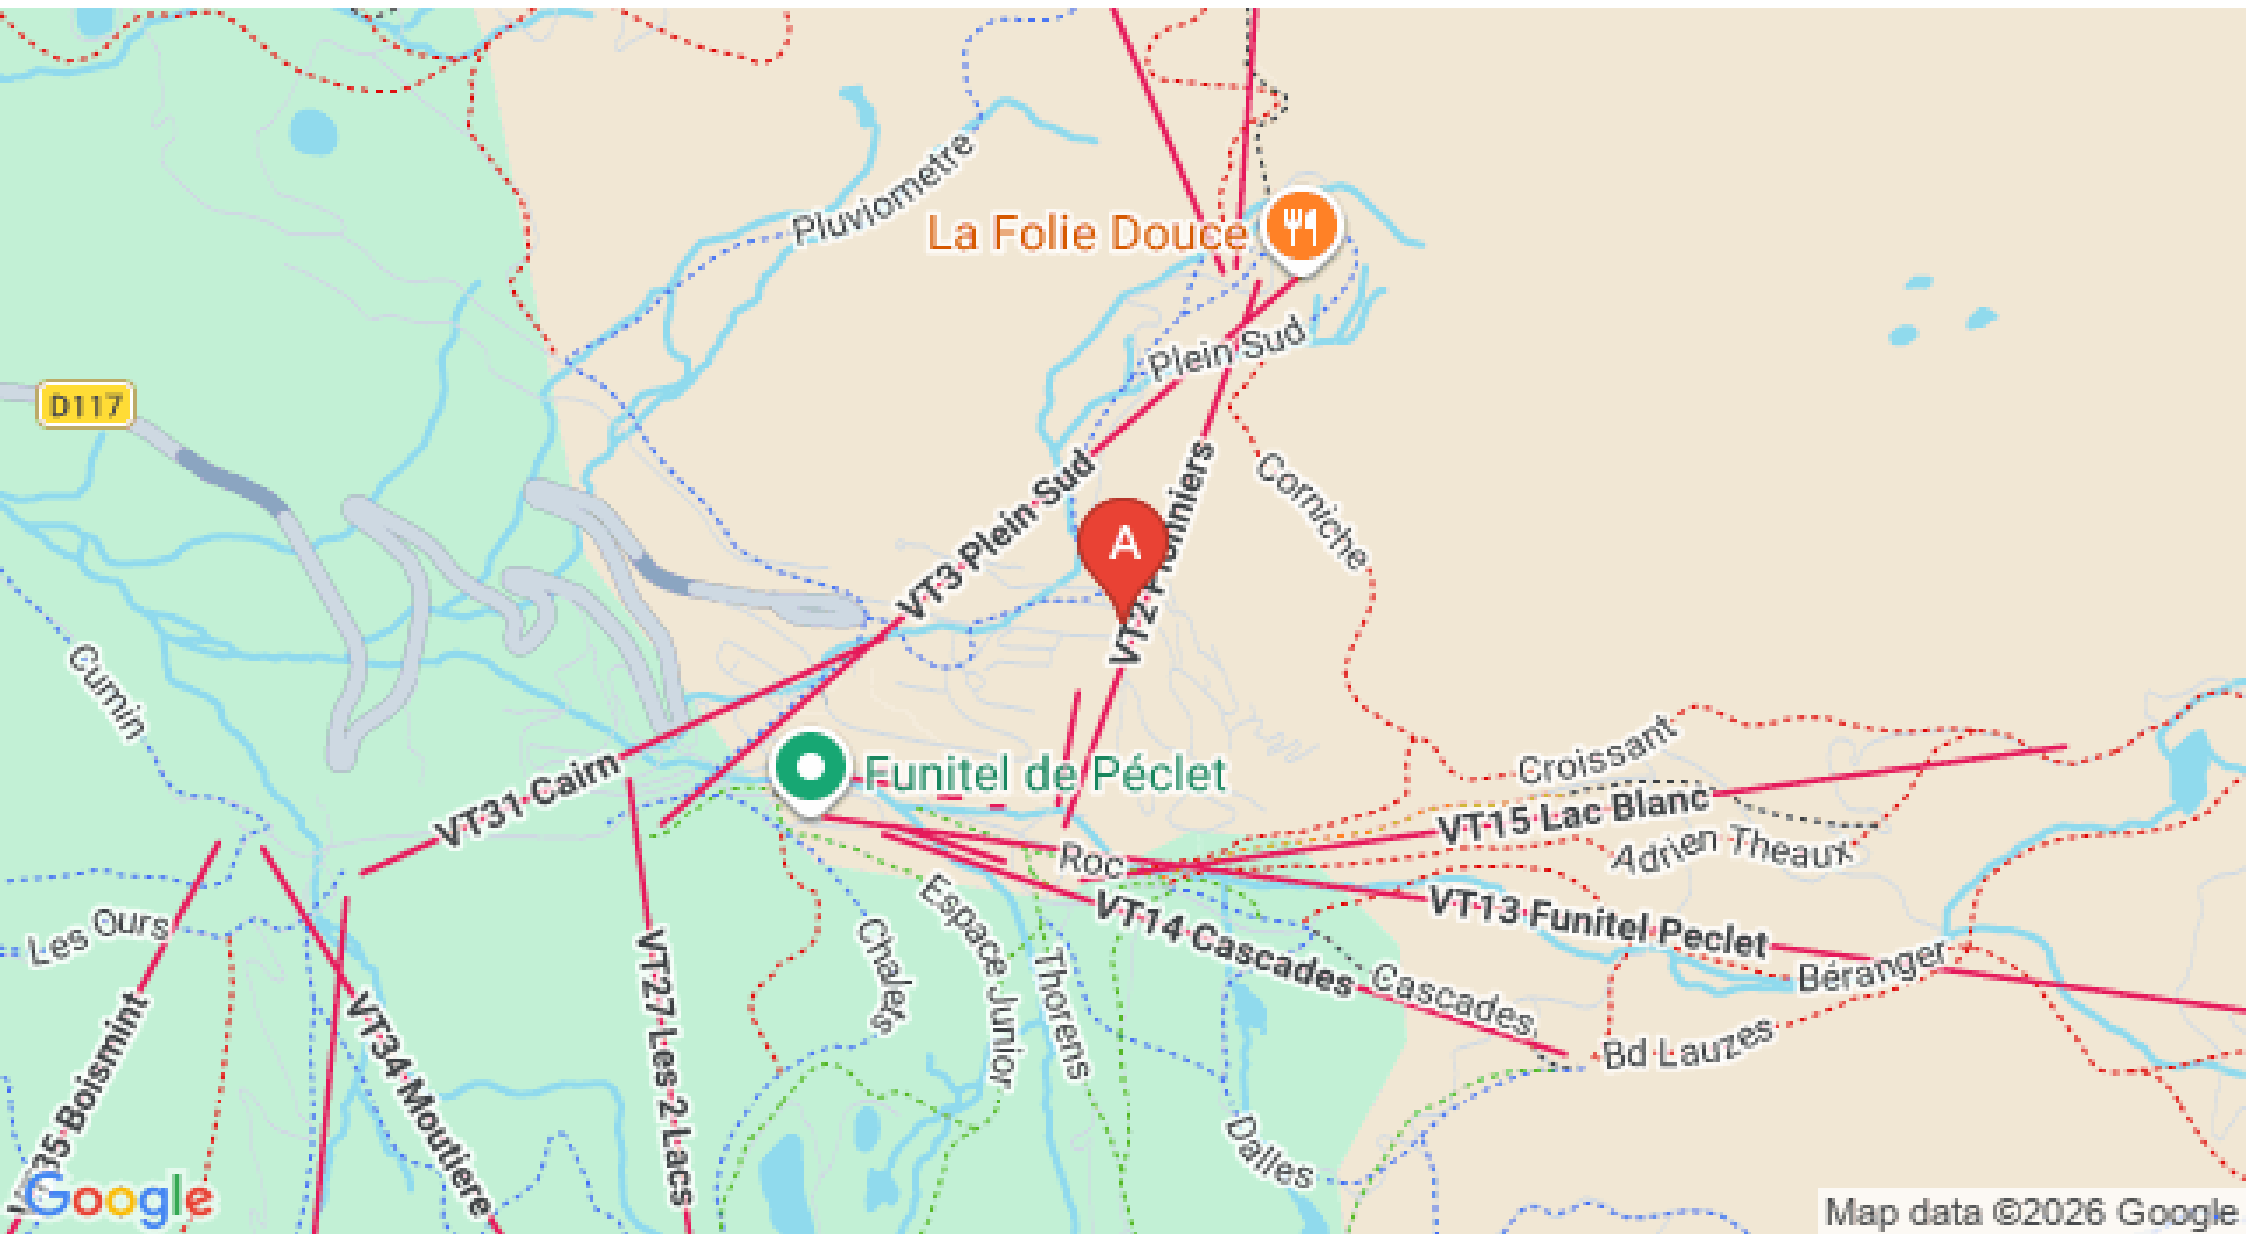 Pluviometre
La Folie Douce
Plein Sud
D117
VT3 Plein Sud
Corniche
A
VT2
Cumin
Funitel de Péclet
Croissant
VT31 Cairn
VT15 Lac Blanc
Adrien Theaux
Roc
VT13 Funitel Peclet
VT14 Cascades
Les Ours
Espace Junior
Chalets
Thorens
Cascades
Béranger
Bd Lauzes
VT27 Les 2 Lacs
VT34 Moutiere
Boismint
Dalles
Google
Map data ©2026 Google